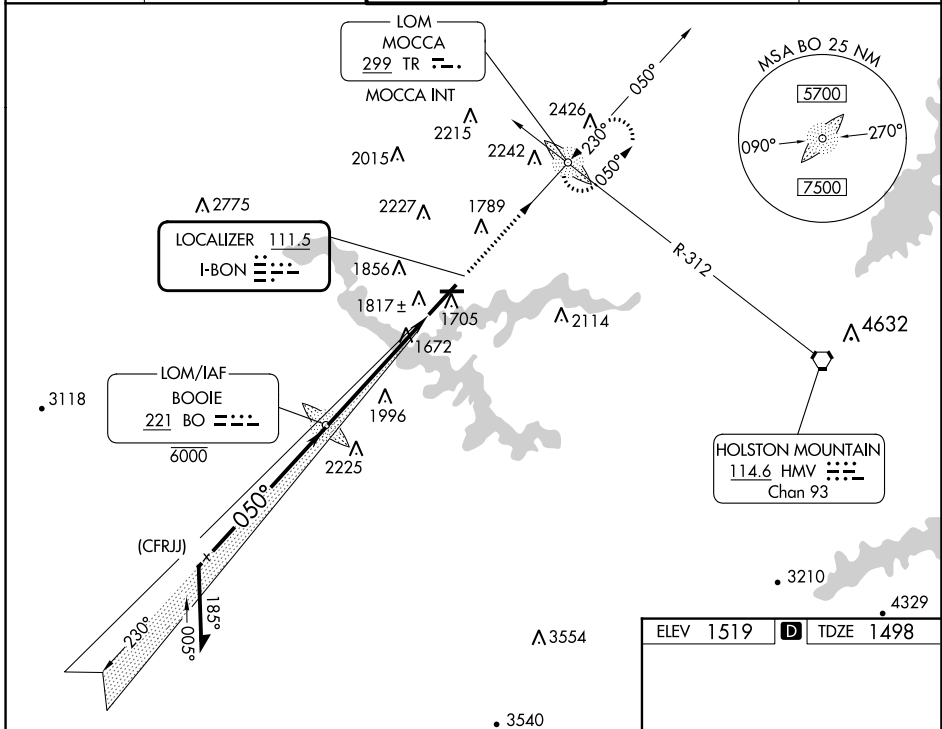 LOM
MOCCA
299 TR
MOCCA INT
MSA BO 25 NM
5700
090°
270°
7500
050°
2426
230°
050°
2215
2242
2015
2775
2227
1789
LOCALIZER 111.5
I-BON
1856
1817 ±
1705
1672
2114
R-312
4632
LOM/IAF
BOOIE
221 BO
6000
3118
1996
2225
HOLSTON MOUNTAIN
114.6 HMV
Chan 93
050°
(CFRJJ)
185°
005°
230°
3210
4329
3554
3540
ELEV 1519 D TDZE 1498